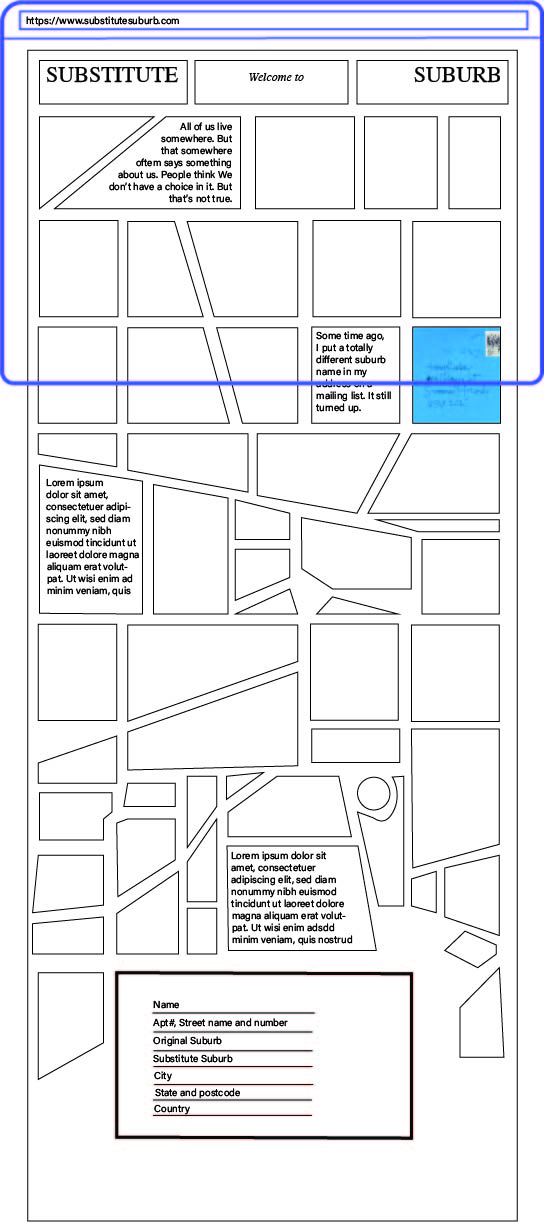 https://www.substitutesuburb.com
SUBSTITUTE
Welcome to
SUBURB
All of us live
somewhere. But
that somewhere
oftem says something
about us. People think We
don't have a choice in it. But
that's not true.
Some time ago,
I put a totally
different suburb
name in my
address on a
mailing list. It still
turned up.
Lorem ipsum
dolor sit amet,
consectetuer adipi-
scing elit, sed diam
nonummy nibh
euismod tincidunt ut
laoreet dolore magna
aliquam erat volut-
pat. Ut wisi enim ad
minim veniam, quis
Lorem ipsum dolor sit
amet, consectetuer
adipiscing elit, sed diam
nonummy nibh euismod
tincidunt ut laoreet dolore
magna aliquam erat volut-
pat. Ut wisi enim adsdd
minim veniam, quis nostrud
Name
Apt#, Street name and number
Original Suburb
Substitute Suburb
City
State and postcode
Country